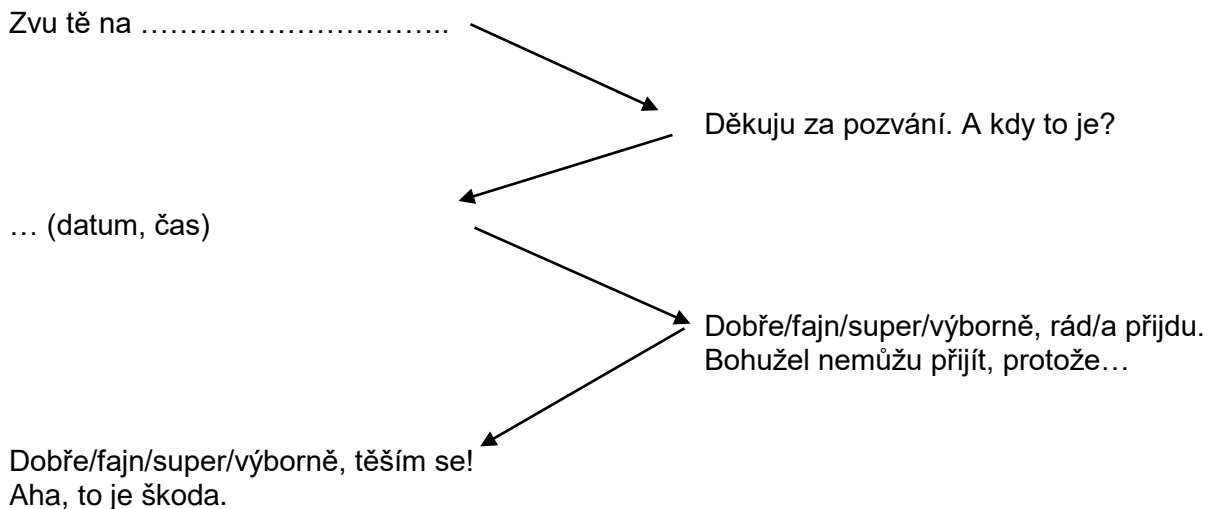 Zvu tě na …………………………..
Děkuju za pozvání. A kdy to je?
… (datum, čas)
Dobře/fajn/super/výborně, rád/a přijdu.
Bohužel nemůžu přijít, protože…
Dobře/fajn/super/výborně, těším se!
Aha, to je škoda.